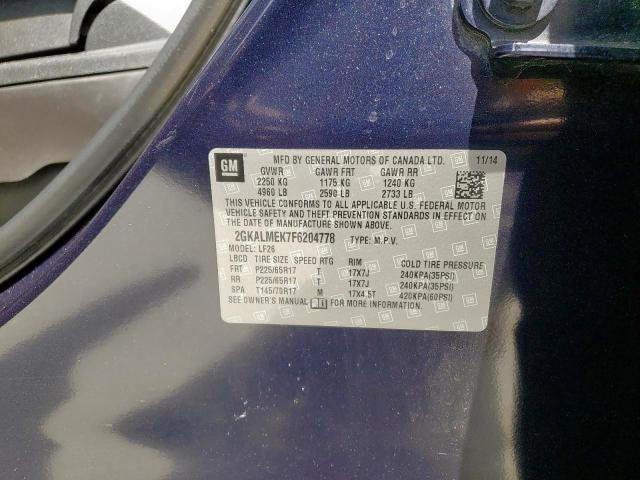 GM MFD BY GENERAL MOTORS OF CANADA LTD. 11/14
GVWR GAWR FRT GAWR RR
2250 KG 1175 KG 1240 KG
4960 LB 2590 LB 2733 LB
THIS VEHICLE CONFORMS TO ALL APPLICABLE U.S. FEDERAL MOTOR
VEHICLE SAFETY AND THEFT PREVENTION STANDARDS IN EFFECT ON
THE DATE OF MANUFACTURE SHOWN ABOVE.
2GKALMEK7F6204778 TYPE: M.P.V.
MODEL: LF26
LBCD TIRE SIZE SPEED RTG RIM COLD TIRE PRESSURE
FRT P225/65R17 T 17X7J 240KPA(35PSI)
RR P225/65R17 T 17X7J 240KPA(35PSI)
SPA T145/70R17 M 17X4.5T 420KPA(60PSI)
SEE OWNER'S MANUAL FOR MORE INFORMATION.